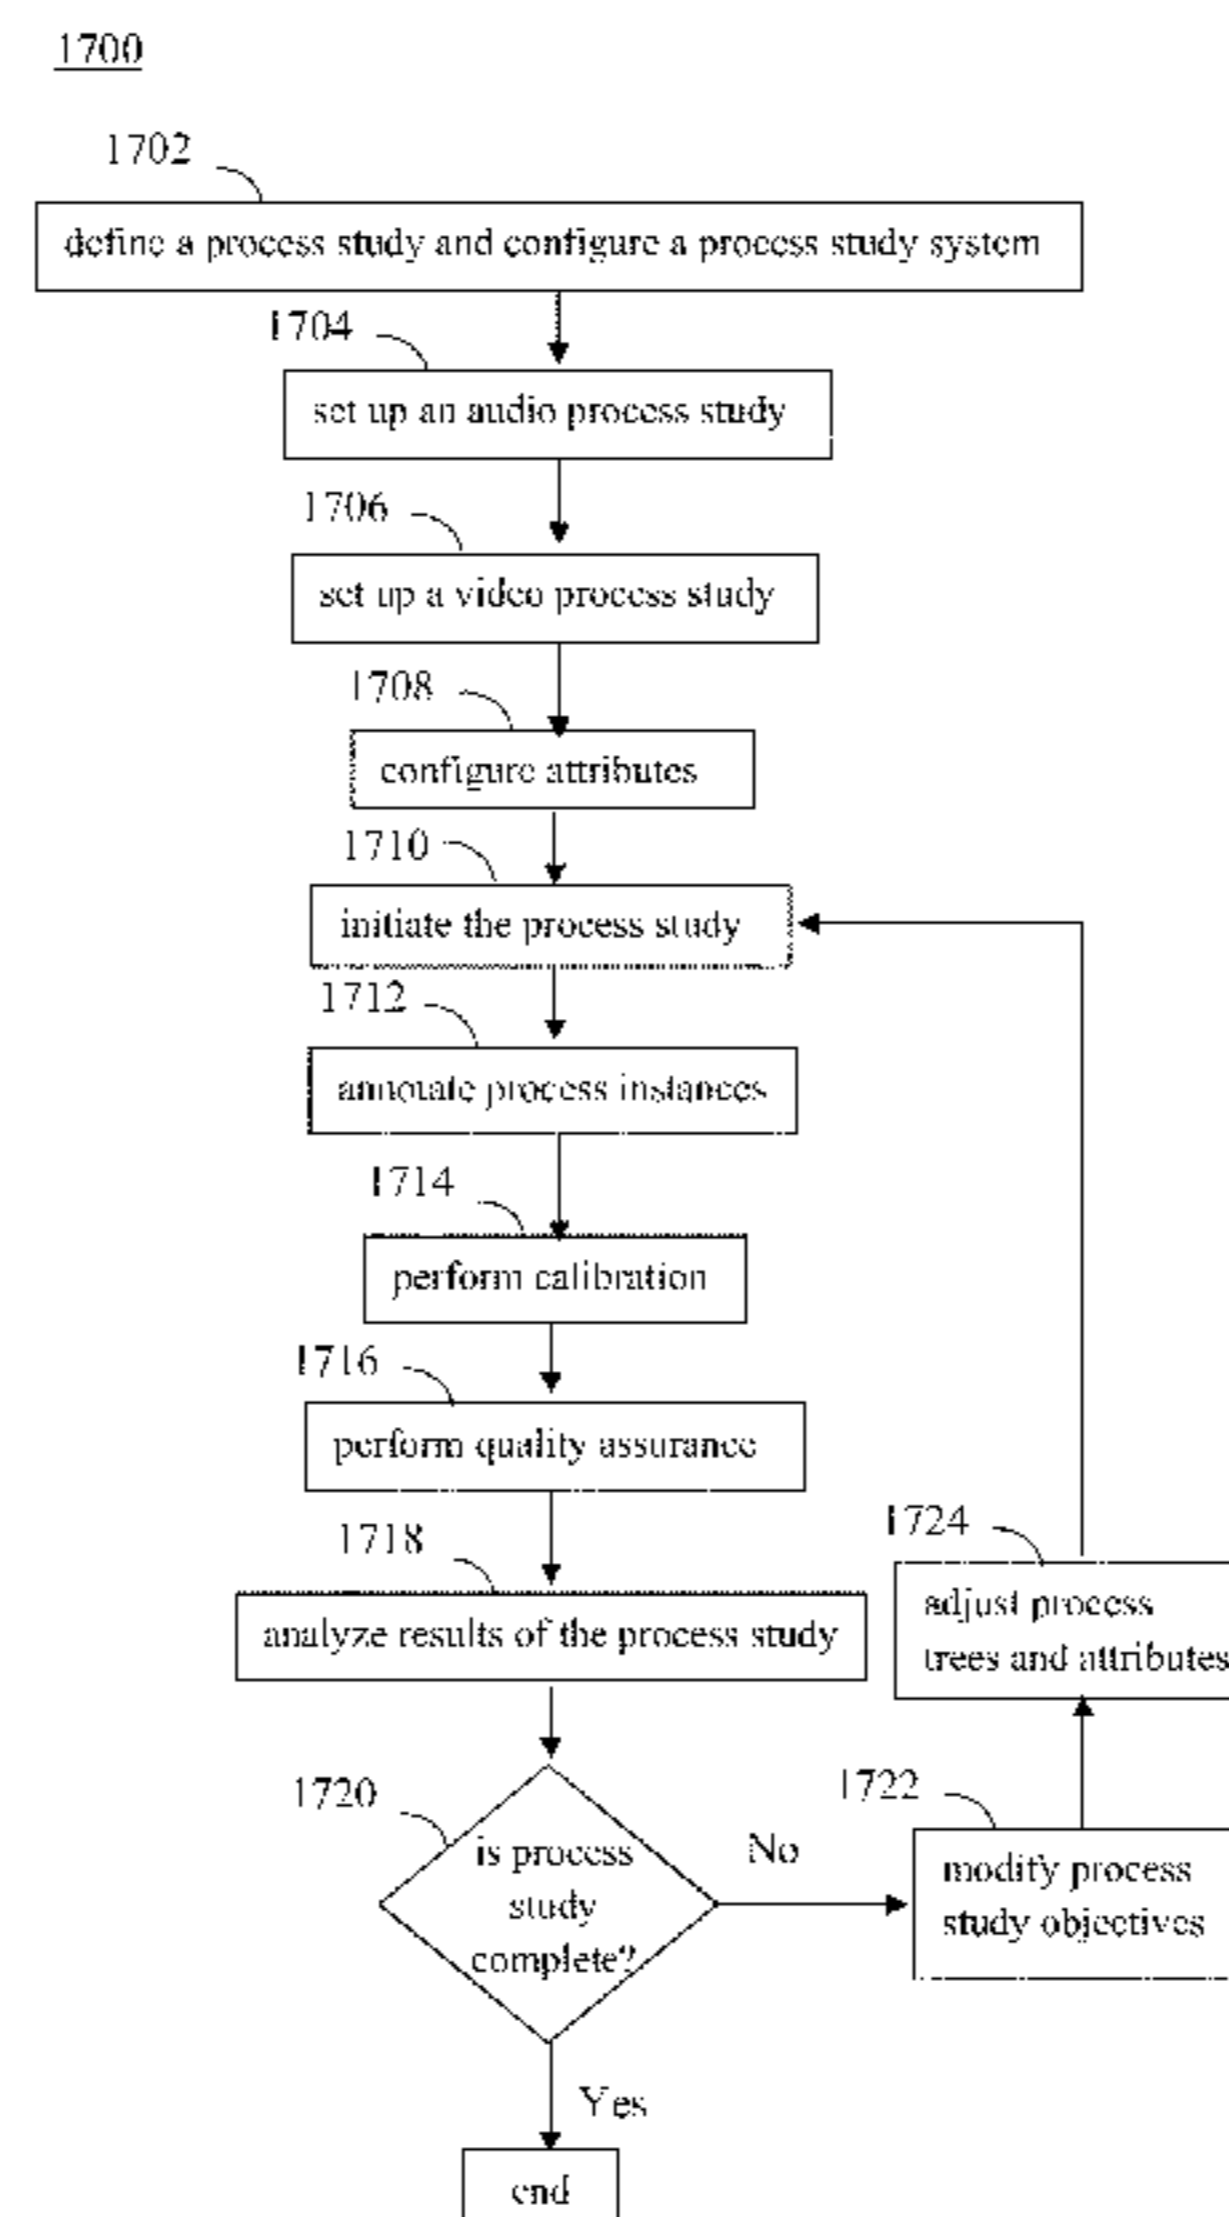 1700
1702
define a process study and configure a process study system
1704
set up an audio process study
1706
set up a video process study
1708
configure attributes
1710
initiate the process study
1712
annotate process instances
1714
perform calibration
1716
perform quality assurance
1718
analyze results of the process study
1724
adjust process
trees and attributes
1720
is process
study
complete?
No
1722
modify process
study objectives
Yes
end